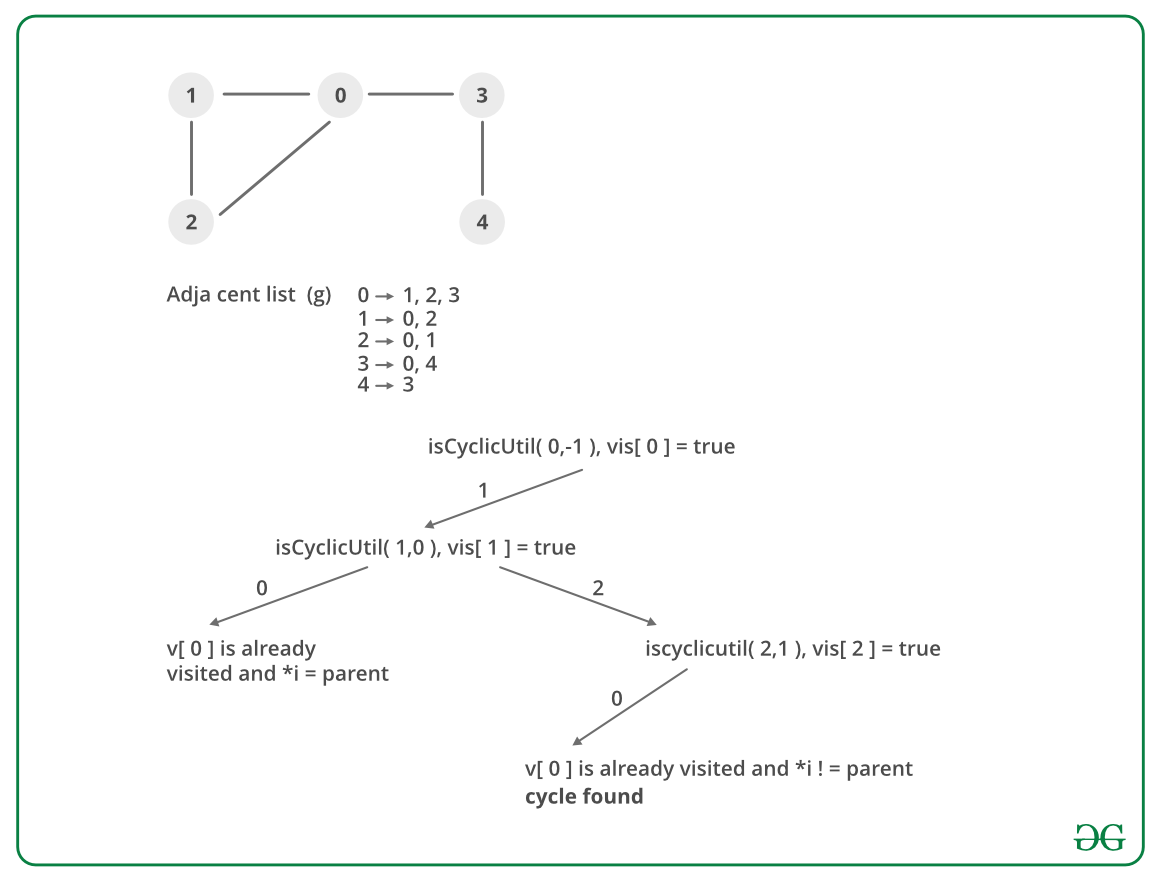 1 0 3
2 4
Adja cent list (g) 0 → 1, 2, 3
1 → 0, 2
2 → 0, 1
3 → 0, 4
4 → 3
isCyclicUtil( 0,-1 ), vis[ 0 ] = true
1
isCyclicUtil( 1,0 ), vis[ 1 ] = true
0 2
v[ 0 ] is already
visited and *i = parent
iscyclicutil( 2,1 ), vis[ 2 ] = true
0
v[ 0 ] is already visited and *i ! = parent
cycle found